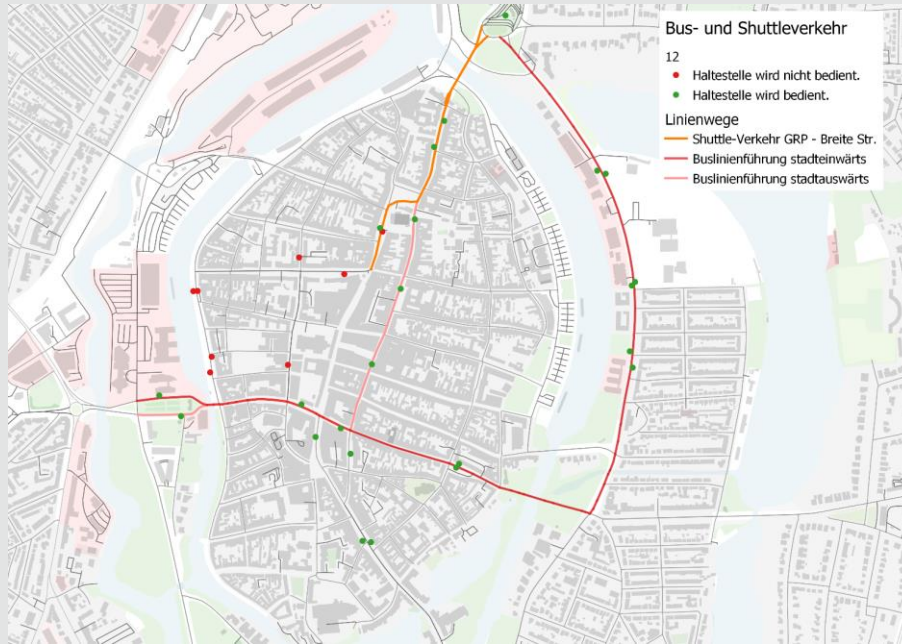 Bus- und Shuttleverkehr
12
Haltestelle wird nicht bedient.
Haltestelle wird bedient.
Linienwege
Shuttle-Verkehr GRP - Breite Str.
Buslinienführung stadteinwärts
Buslinienführung stadtauswärts